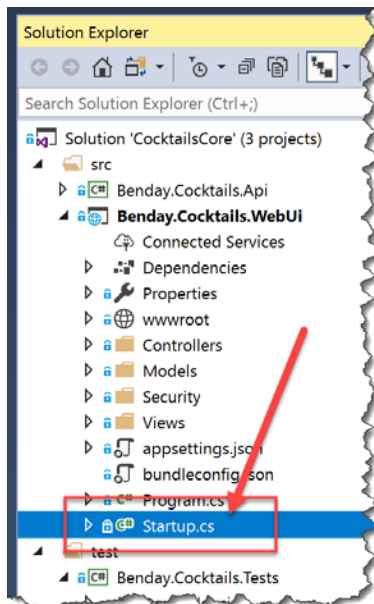 Solution Explorer
Search Solution Explorer (Ctrl+;)
Solution 'CocktailsCore' (3 projects)
src
C# Benday.Cocktails.Api
Benday.Cocktails.WebUi
Connected Services
Dependencies
Properties
wwwroot
Controllers
Models
Security
Views
appsettings.json
bundleconfig.json
C# Program.cs
C# Startup.cs
test
C# Benday.Cocktails.Tests